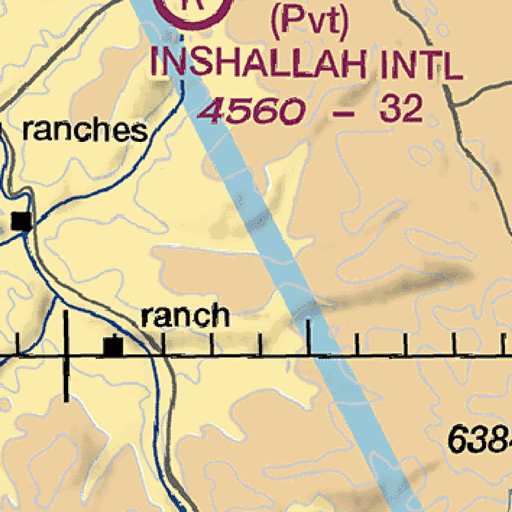 R
(Pvt)
INSHALLAH INTL
4560 - 32
ranches
ranch
6384